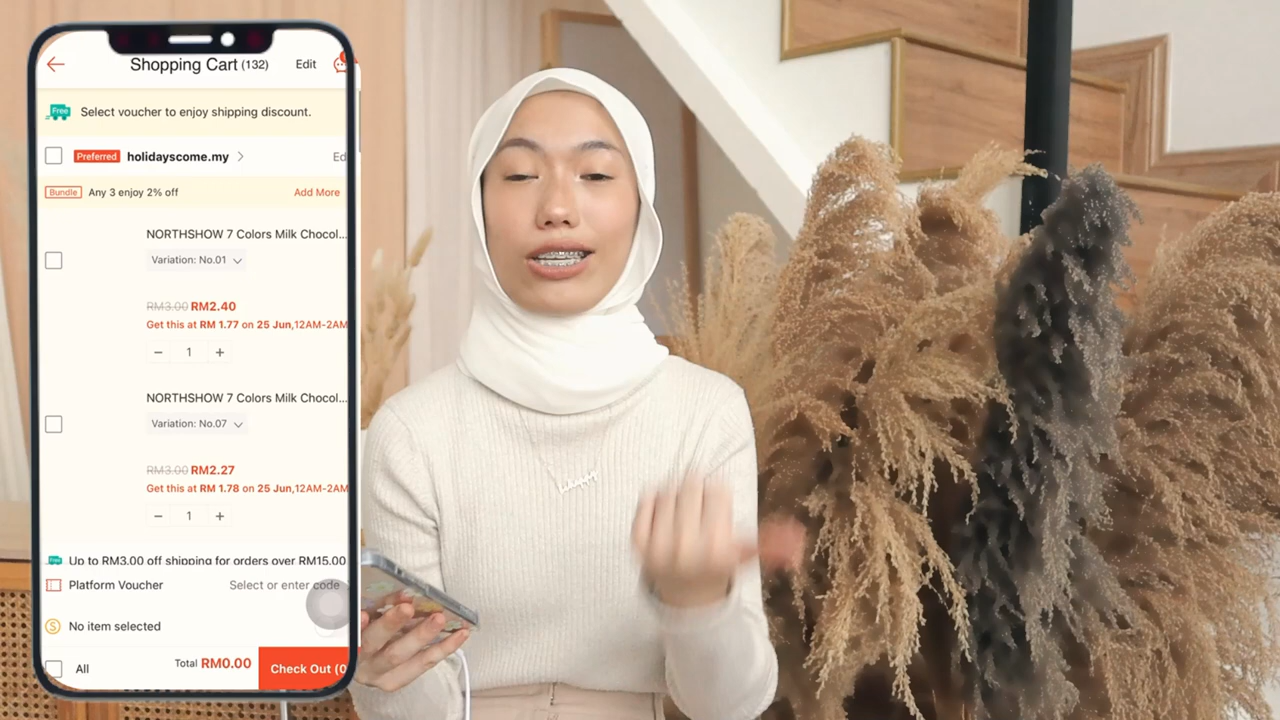 Shopping Cart (132)
Edit
Free
Select voucher to enjoy shipping discount.
Preferred
holidayscome.my
Ed
Bundle
Any 3 enjoy 2% off
Add More
NORTHSHOW 7 Colors Milk Chocol...
Variation: No.01
RM3.00 RM2.40
Get this at RM 1.77 on 25 Jun,12AM-2AM
1
NORTHSHOW 7 Colors Milk Chocol...
Variation: No.07
RM3.00 RM2.27
Get this at RM 1.78 on 25 Jun,12AM-2AM
1
Free
Up to RM3.00 off shipping for orders over RM15.00
Platform Voucher
Select or enter code
S
No item selected
All
Total RM0.00
Check Out (0